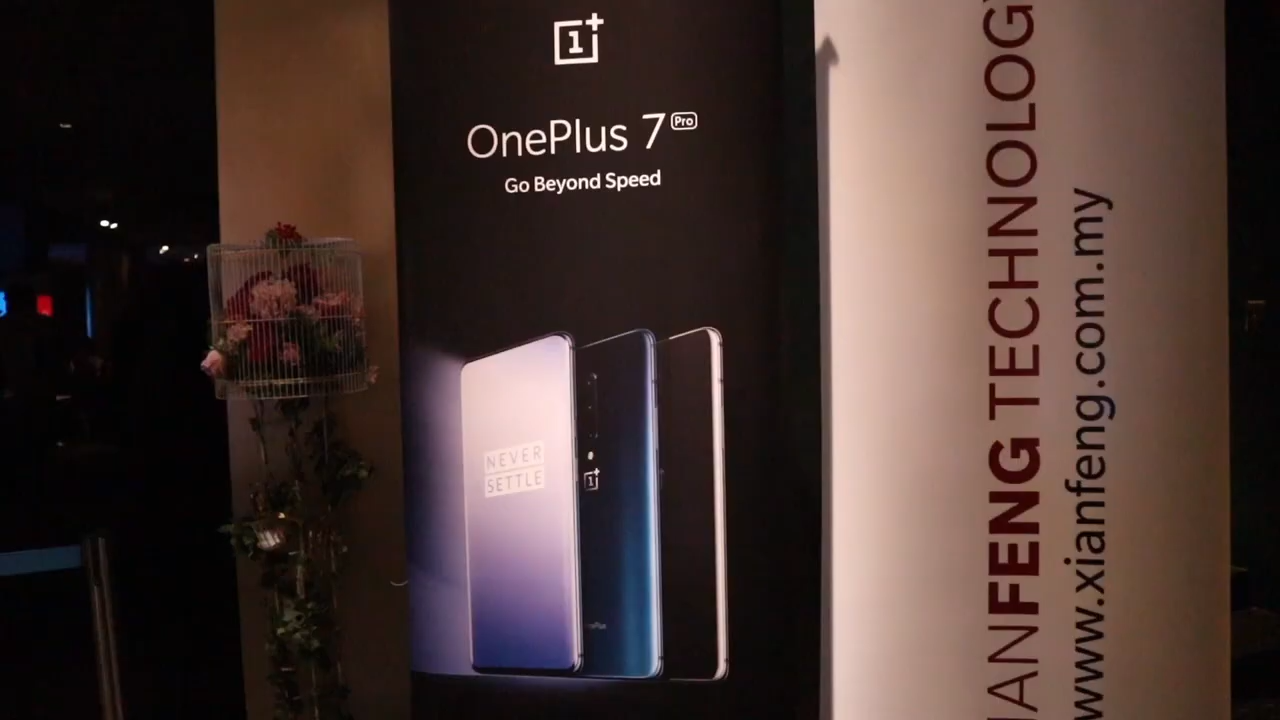 1+
OnePlus 7 Pro
Go Beyond Speed
NEVER
SETTLE
1+
IANFENG TECHNOLOGY
www.xianfeng.com.my